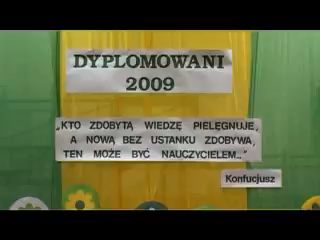 DYPLOMOWANI
2009
„KTO ZDOBYTĄ WIEDZĘ PIELĘGNUJE,
A NOWĄ BEZ USTANKU ZDOBYWA,
TEN MOŻE BYĆ NAUCZYCIELEM..."
Konfucjusz